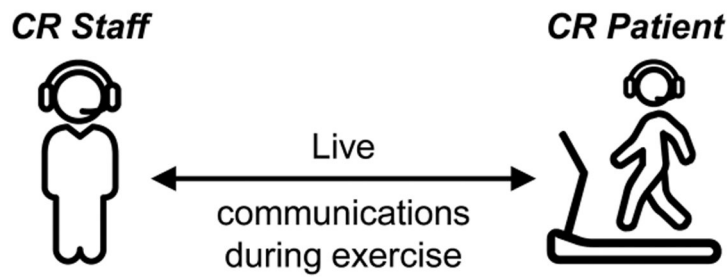 CR Staff
CR Patient
Live
communications
during exercise